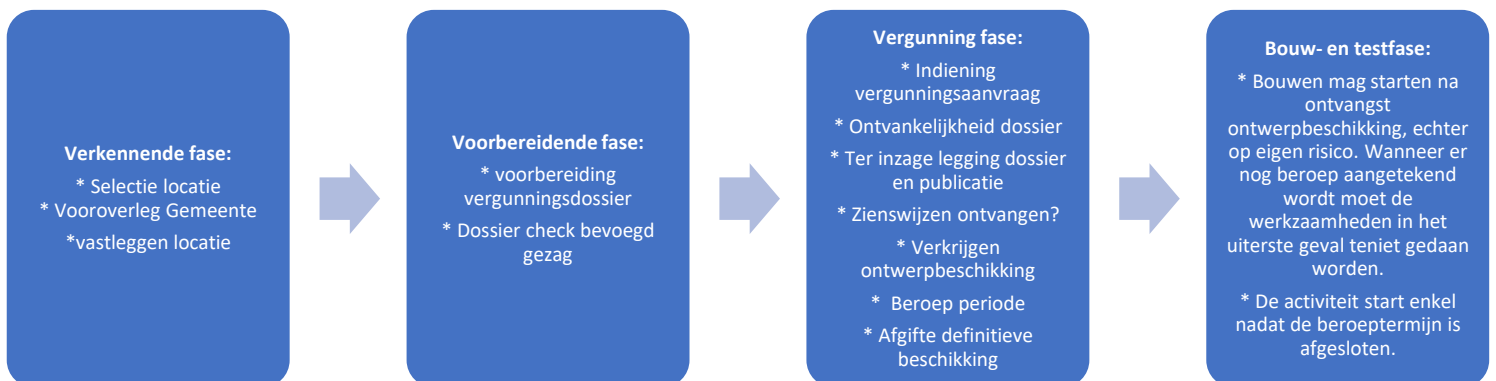 Verkennende fase:
* Selectie locatie
* Vooroverleg Gemeente
*vastleggen locatie
Voorbereidende fase:
* voorbereiding
vergunningsdossier
* Dossier check bevoegd
gezag
Vergunning fase:
* Indiening
vergunningsaanvraag
* Ontvankelijkheid dossier
* Ter inzage legging dossier
en publicatie
* Zienswijzen ontvangen?
* Verkrijgen
ontwerpbeschikking
* Beroep periode
* Afgifte definitieve
beschikking
Bouw- en testfase:
* Bouwen mag starten na
ontvangst
ontwerpbeschikking, echter
op eigen risico. Wanneer er
nog beroep aangetekend
wordt moet de
werkzaamheden in het
uiterste geval teniet gedaan
worden.
* De activiteit start enkel
nadat de beroeptermijn is
afgesloten.